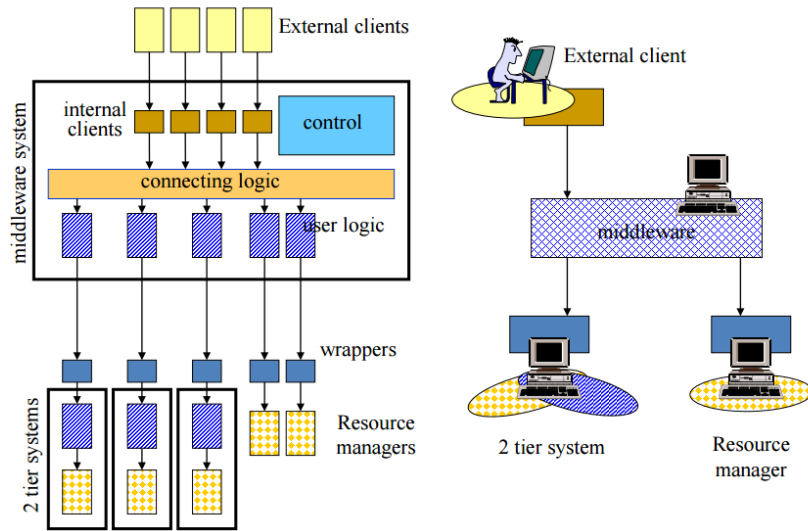 External clients
internal
clients
control
connecting logic
user logic
middleware system
wrappers
Resource
managers
2 tier systems
External client
middleware
2 tier system
Resource
manager